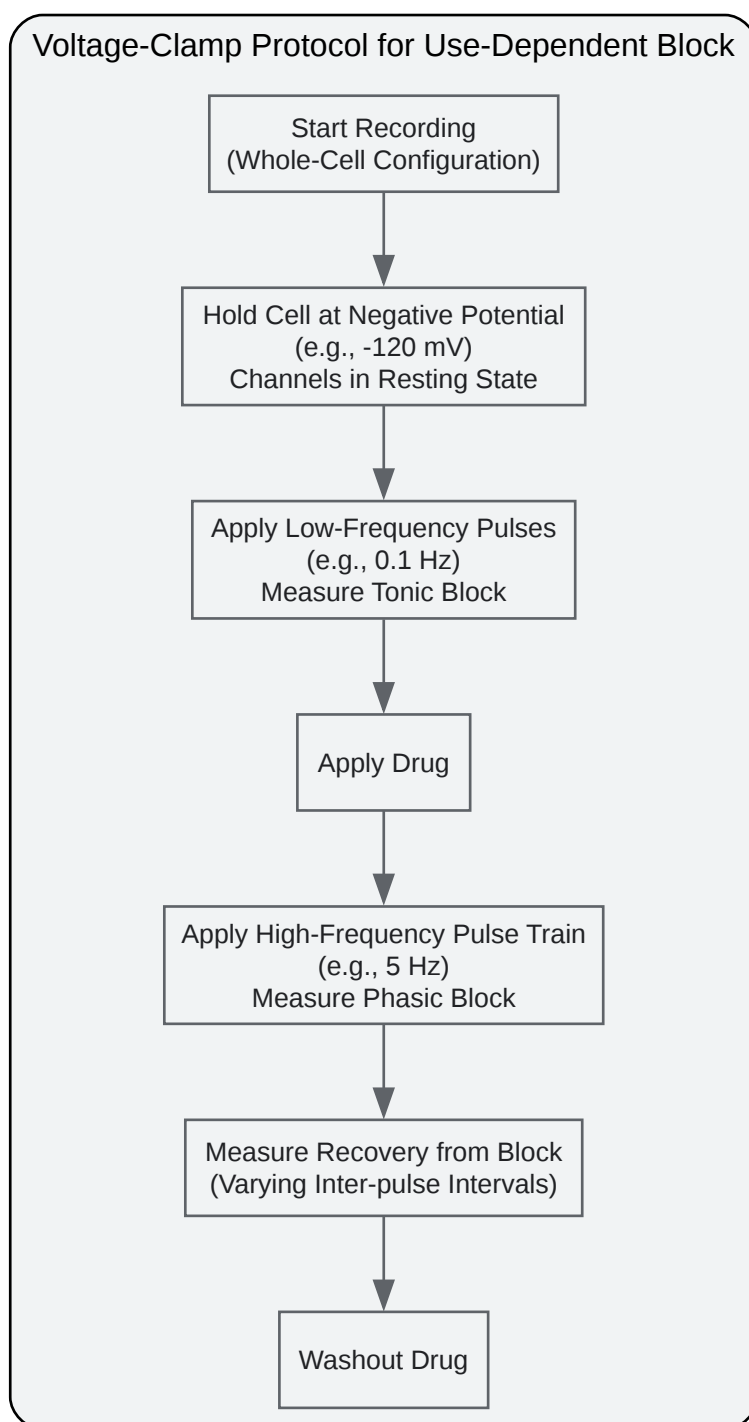 Voltage-Clamp Protocol for Use-Dependent Block
Start Recording
(Whole-Cell Configuration)
Hold Cell at Negative Potential
(e.g., -120 mV)
Channels in Resting State
Apply Low-Frequency Pulses
(e.g., 0.1 Hz)
Measure Tonic Block
Apply Drug
Apply High-Frequency Pulse Train
(e.g., 5 Hz)
Measure Phasic Block
Measure Recovery from Block
(Varying Inter-pulse Intervals)
Washout Drug